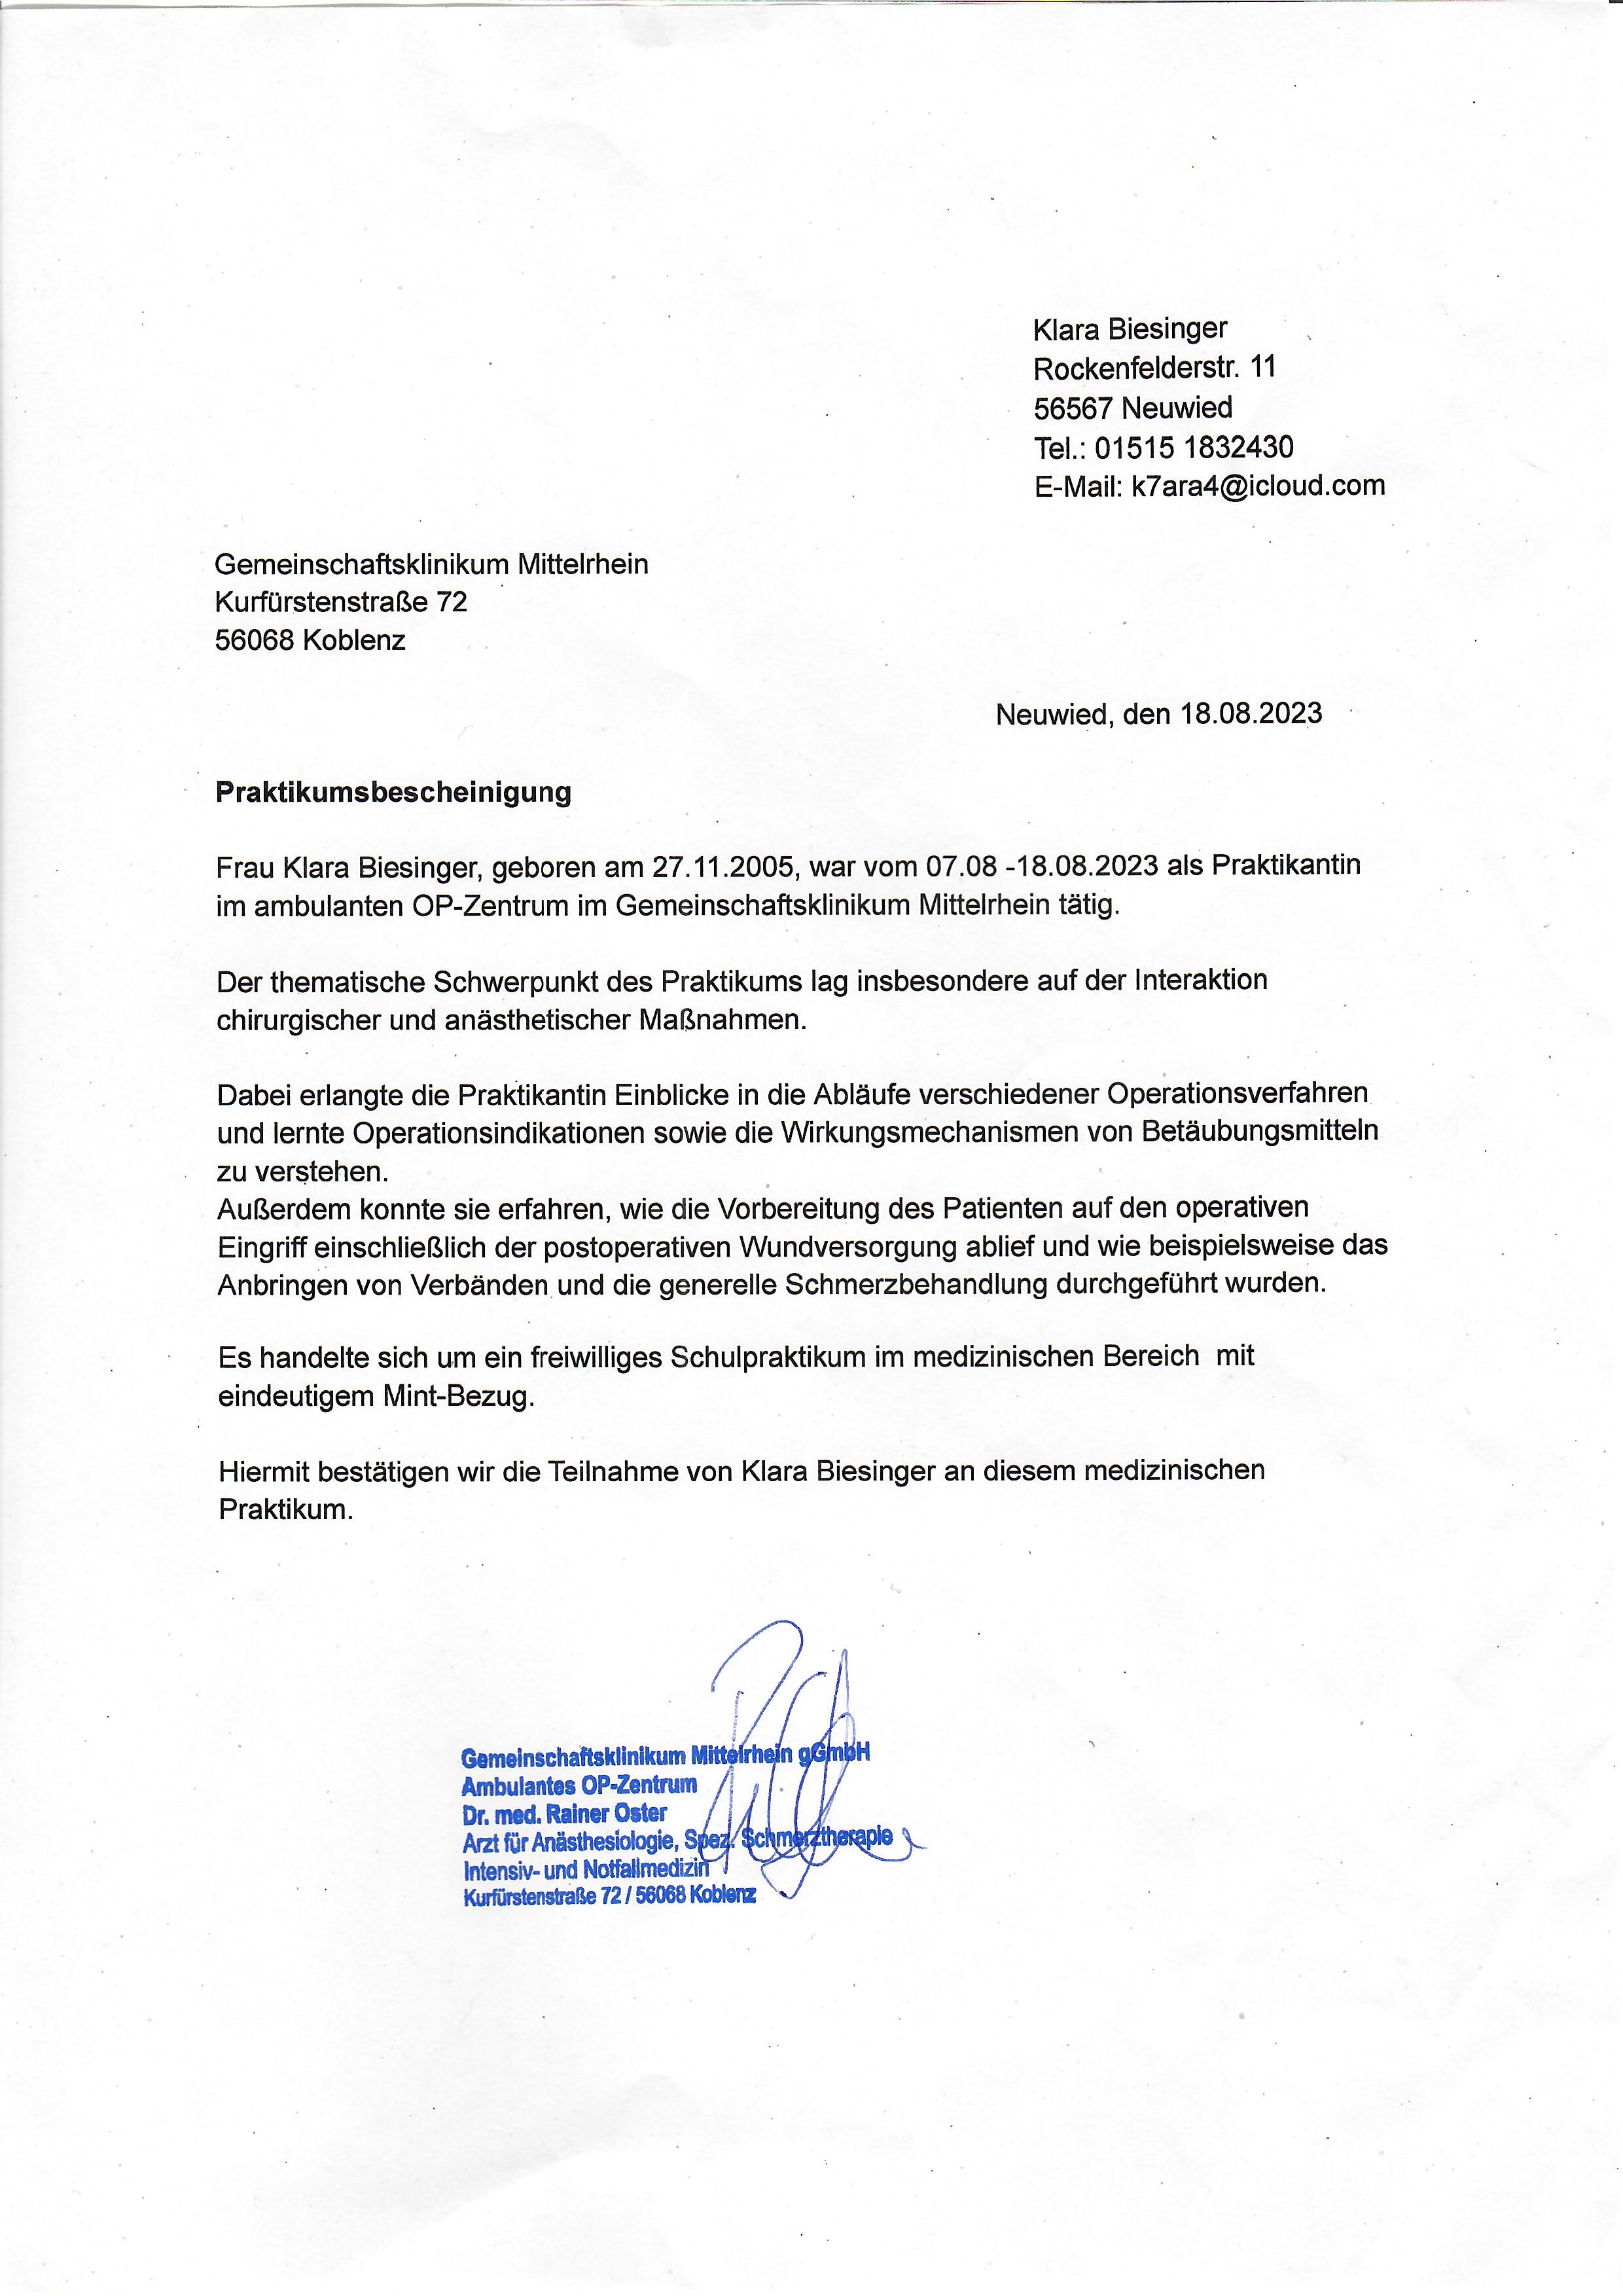 Klara Biesinger
Rockenfelderstr. 11
56567 Neuwied
Tel.: 01515 1832430
E-Mail: k7ara4@icloud.com
Gemeinschaftsklinikum Mittelrhein
Kurfürstenstraße 72
56068 Koblenz
Neuwied, den 18.08.2023
Praktikumsbescheinigung
Frau Klara Biesinger, geboren am 27.11.2005, war vom 07.08 -18.08.2023 als Praktikantin
im ambulanten OP-Zentrum im Gemeinschaftsklinikum Mittelrhein tätig.
Der thematische Schwerpunkt des Praktikums lag insbesondere auf der Interaktion
chirurgischer und anästhetischer Maßnahmen.
Dabei erlangte die Praktikantin Einblicke in die Abläufe verschiedener Operationsverfahren
und lernte Operationsindikationen sowie die Wirkungsmechanismen von Betäubungsmitteln
zu verstehen.
Außerdem konnte sie erfahren, wie die Vorbereitung des Patienten auf den operativen
Eingriff einschließlich der postoperativen Wundversorgung ablief und wie beispielsweise das
Anbringen von Verbänden und die generelle Schmerzbehandlung durchgeführt wurden.
Es handelte sich um ein freiwilliges Schulpraktikum im medizinischen Bereich  mit
eindeutigem Mint-Bezug.
Hiermit bestätigen wir die Teilnahme von Klara Biesinger an diesem medizinischen
Praktikum.
Gemeinschaftsklinikum Mittelrhein gGmbH
Ambulantes OP-Zentrum
Dr. med. Rainer Oster
Arzt für Anästhesiologie, Spez. Schmerztherapie
Intensiv- und Notfallmedizin
Kurfürstenstraße 72 / 56068 Koblenz